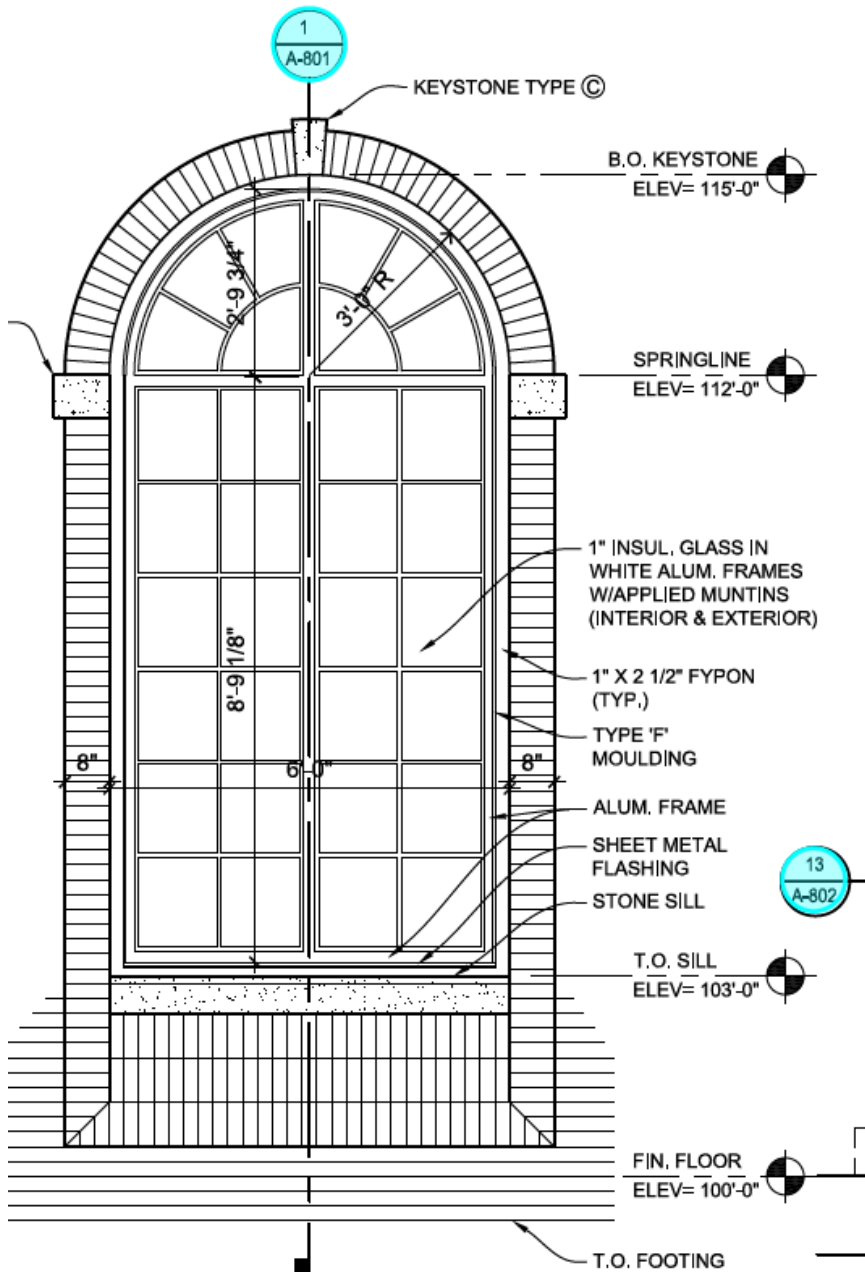 1
A-801
KEYSTONE TYPE Ⓒ
B.O. KEYSTONE
ELEV= 115'-0"
2'-9 3/4"
3'-0" R
SPRINGLINE
ELEV= 112'-0"
1" INSUL. GLASS IN
WHITE ALUM. FRAMES
W/APPLIED MUNTINS
(INTERIOR & EXTERIOR)
8'-9 1/8"
1" X 2 1/2" FYPON
(TYP.)
TYPE 'F'
MOULDING
8"
6'-0"
8"
ALUM. FRAME
SHEET METAL
FLASHING
13
A-802
STONE SILL
T.O. SILL
ELEV= 103'-0"
FIN. FLOOR
ELEV= 100'-0"
T.O. FOOTING